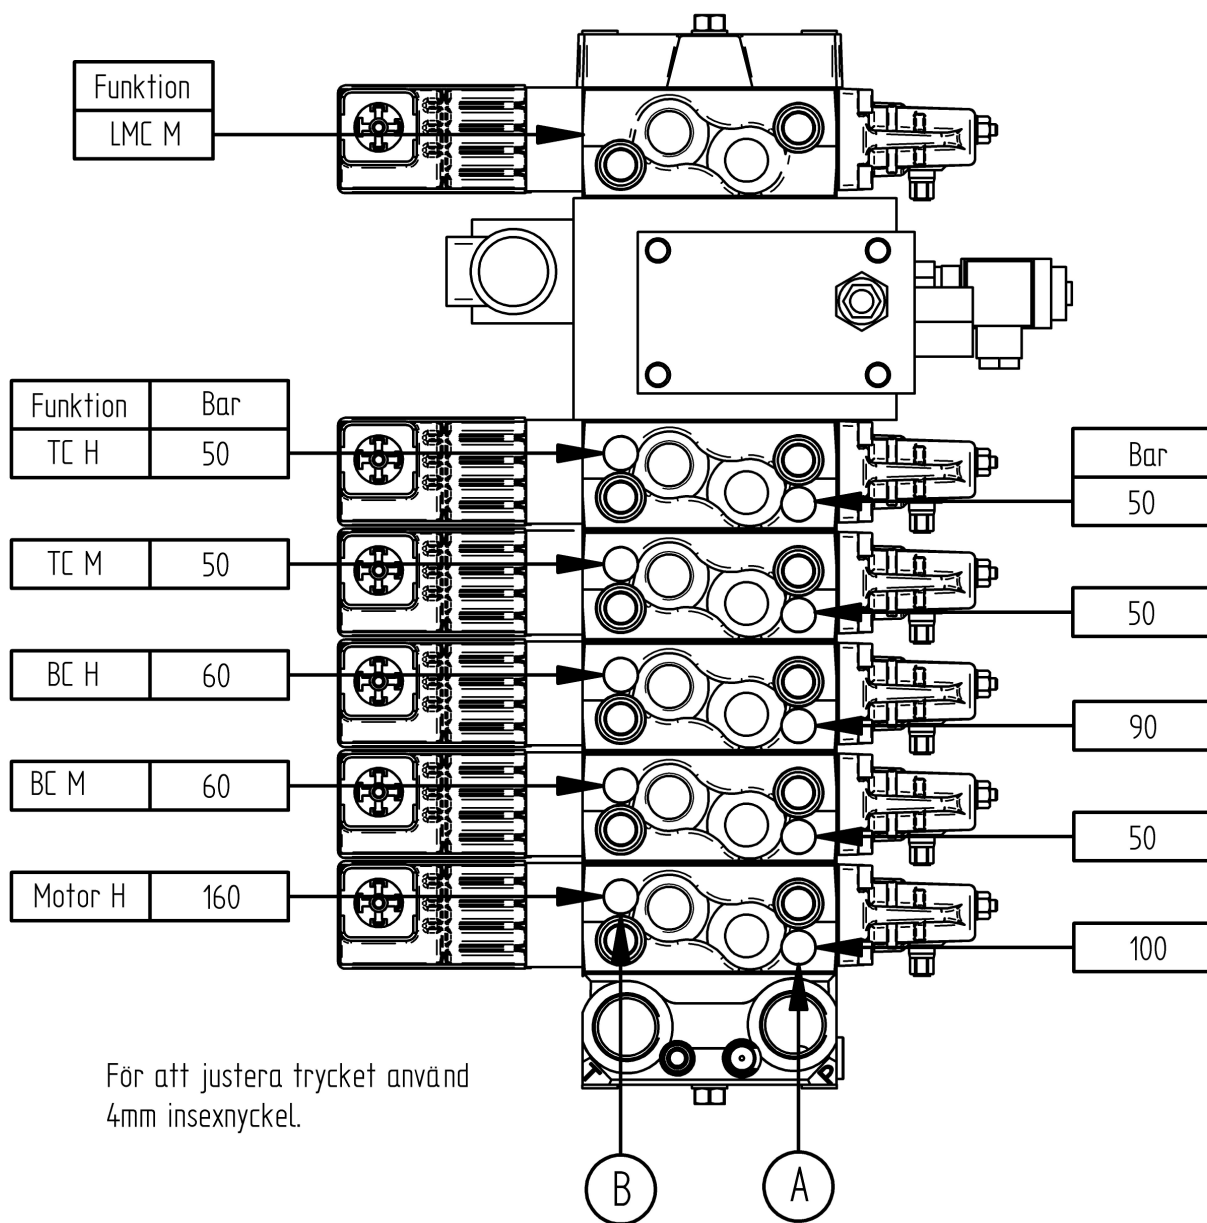 Funktion
LMC M
Funktion Bar
TC H 50
Bar
50
TC M 50
50
BC H 60
90
BC M 60
50
Motor H 160
100
T P
För att justera trycket använd
4mm insexnyckel.
B A